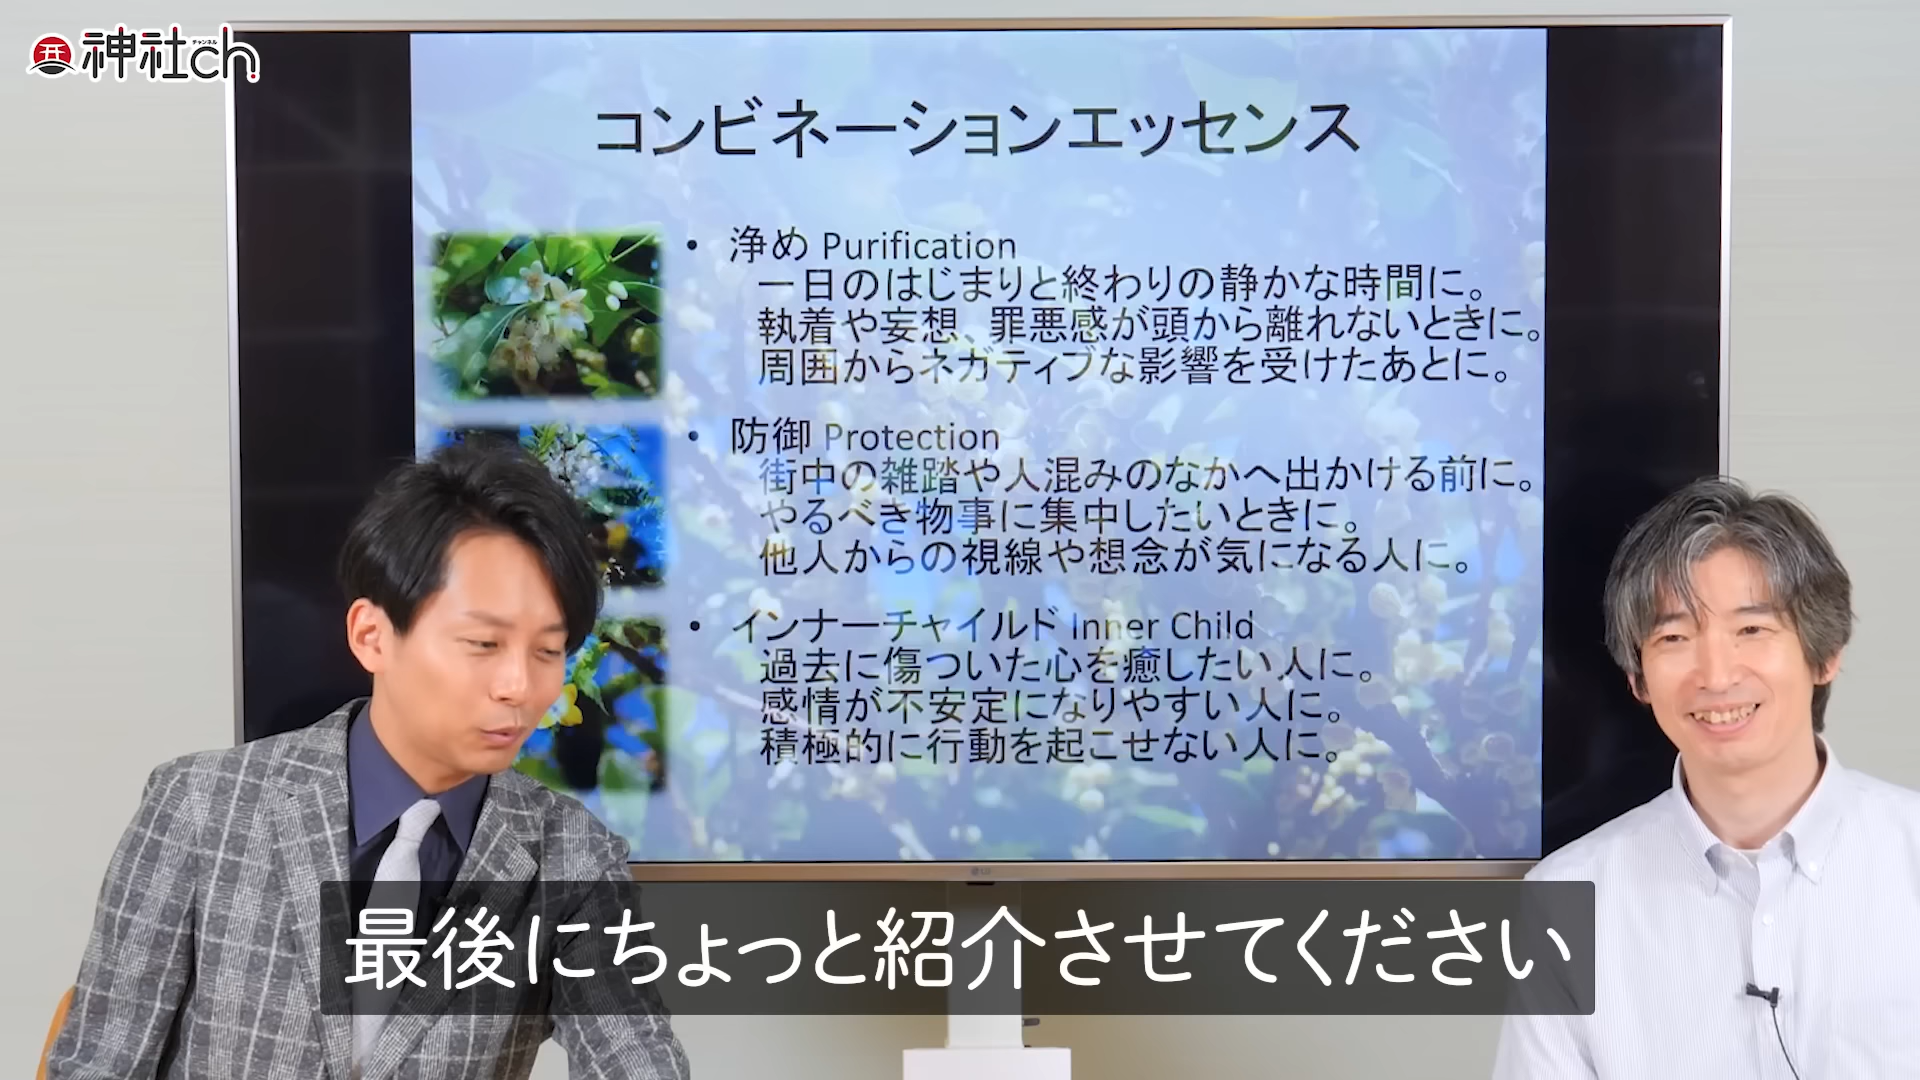 神社ch
チャンネル
コンビネーションエッセンス
• 浄め Purification
一日のはじまりと終わりの静かな時間に。
執着や妄想、罪悪感が頭から離れないときに。
周囲からネガティブな影響を受けたあとに。
• 防御 Protection
街中の雑踏や人混みのなかへ出かける前に。
やるべき物事に集中したいときに。
他人からの視線や想念が気になる人に。
• インナーチャイルド Inner Child
過去に傷ついた心を癒したい人に。
感情が不安定になりやすい人に。
積極的に行動を起こせない人に。
LG
最後にちょっと紹介させてください